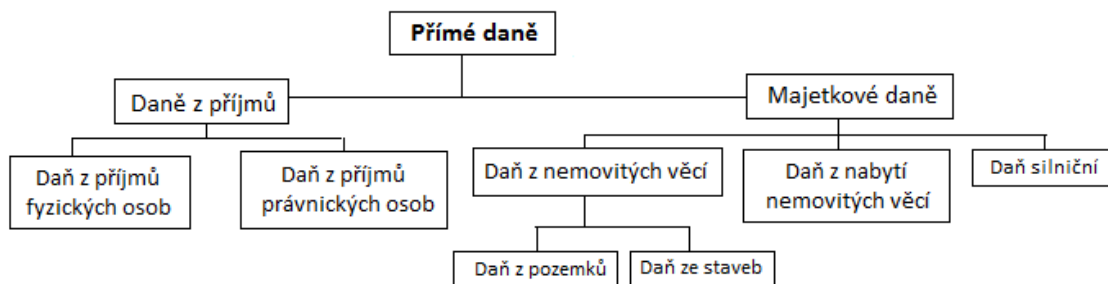 Přímé daně
Daně z příjmů
Majetkové daně
Daň z příjmů
fyzických osob
Daň z příjmů
právnických osob
Daň z nemovitých věcí
Daň z nabytí
nemovitých věcí
Daň silniční
Daň z pozemků
Daň ze staveb